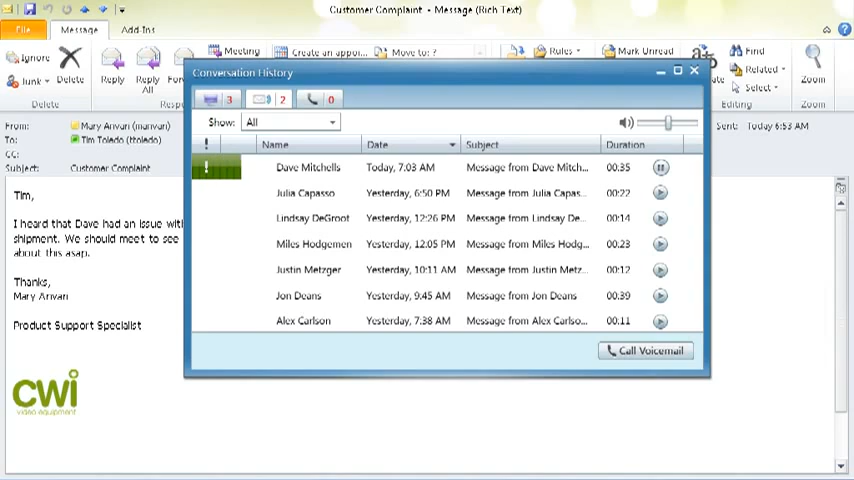 Customer Complaint - Message (Rich Text)
File
Message
Add-Ins
Ignore
Junk
Delete
Reply
Reply All
Meeting
Create an appoi...
Move to: ?
Rules
Mark Unread
Find
Related
Select
Zoom
Delete
Editing
Zoom
From: Mary Anvari (manvari)
Sent: Today 6:53 AM
To: Tim Toledo (ttoledo)
CC:
Subject: Customer Complaint
Tim,
I heard that Dave had an issue with
shipment. We should meet to see
about this asap.
Thanks,
Mary Anvari
Product Support Specialist
cwi
video equipment
Conversation History
3
2
0
Show: All
! Name Date Subject Duration
! Dave Mitchells Today, 7:03 AM Message from Dave Mitch... 00:35
Julia Capasso Yesterday, 6:50 PM Message from Julia Capas... 00:22
Lindsay DeGroot Yesterday, 12:26 PM Message from Lindsay De... 00:14
Miles Hodgemen Yesterday, 12:05 PM Message from Miles Hodg... 00:23
Justin Metzger Yesterday, 10:11 AM Message from Justin Metz... 00:12
Jon Deans Yesterday, 9:45 AM Message from Jon Deans 00:39
Alex Carlson Yesterday, 7:38 AM Message from Alex Carlso... 00:11
Call Voicemail